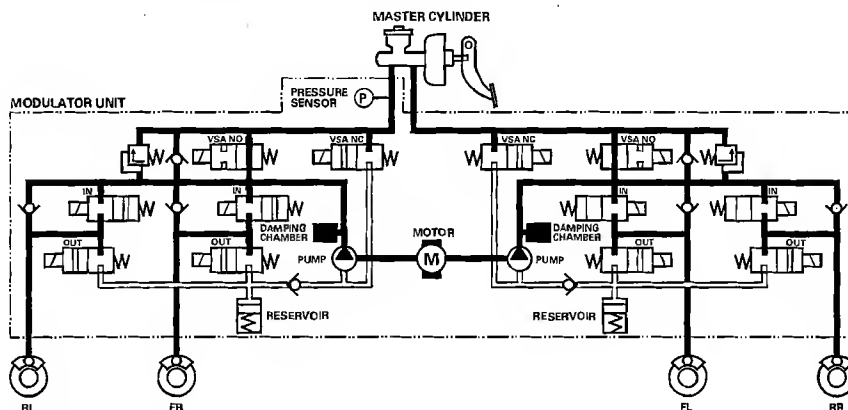 MASTER CYLINDER
PRESSURE
SENSOR
P
MODULATOR UNIT
VSA NO
VSA NC
VSA NC
VSA NO
IN
IN
IN
IN
DAMPING
CHAMBER
MOTOR
DAMPING
CHAMBER
OUT
OUT
PUMP
M
PUMP
OUT
OUT
RESERVOIR
RESERVOIR
RL
FR
FL
RR